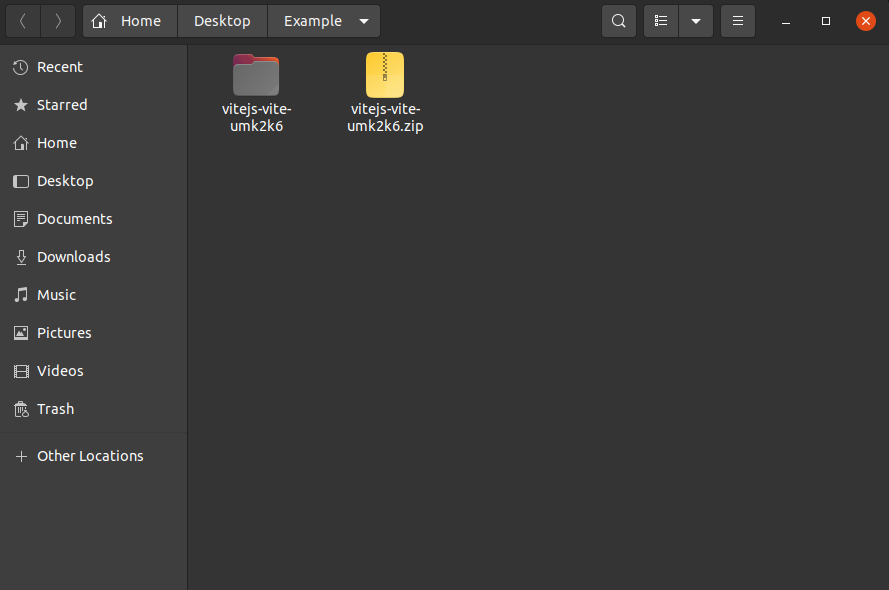 Home
Desktop
Example
Recent
Starred
Home
Desktop
Documents
Downloads
Music
Pictures
Videos
Trash
Other Locations
vitejs-vite-
umk2k6
vitejs-vite-
umk2k6.zip